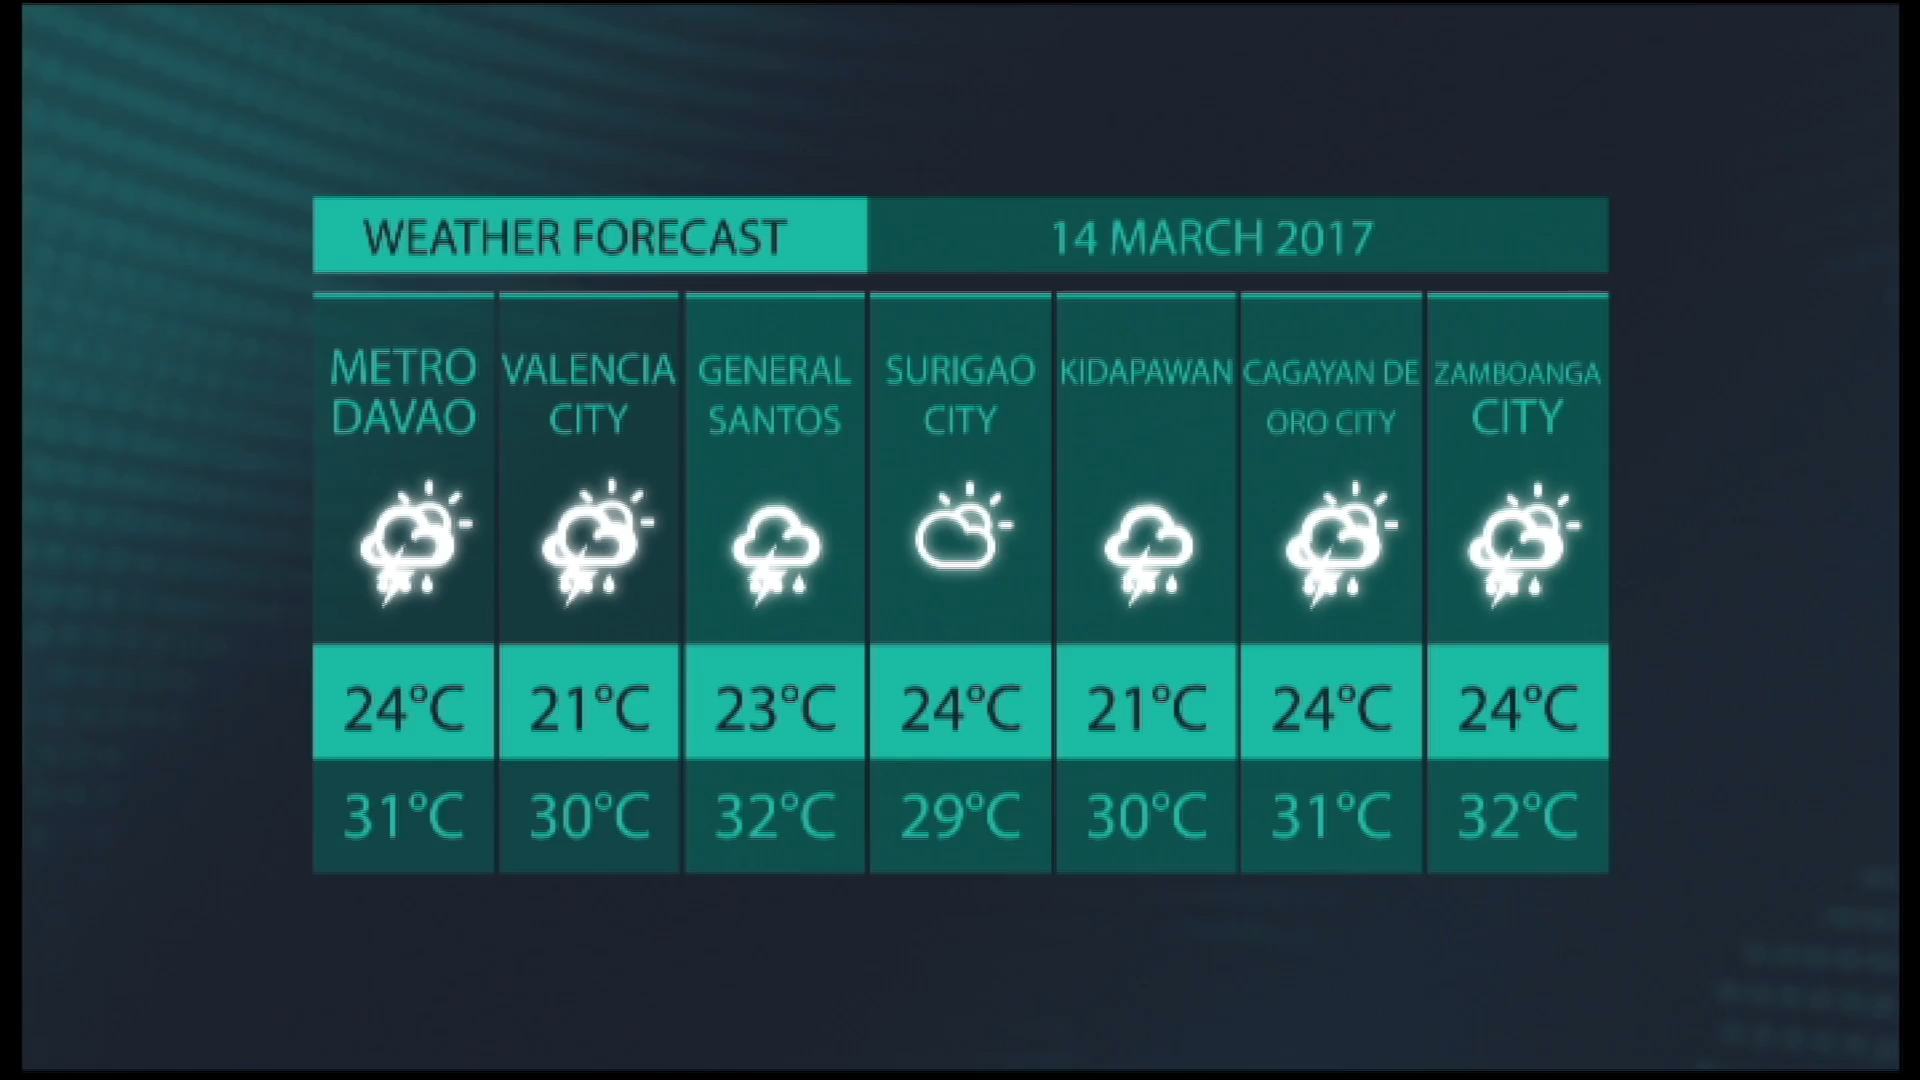 WEATHER FORECAST
14 MARCH 2017
METRO
DAVAO
VALENCIA
CITY
GENERAL
SANTOS
SURIGAO
CITY
KIDAPAWAN
CAGAYAN DE
ORO CITY
ZAMBOANGA
CITY
24°C 21°C 23°C 24°C 21°C 24°C 24°C
31°C 30°C 32°C 29°C 30°C 31°C 32°C